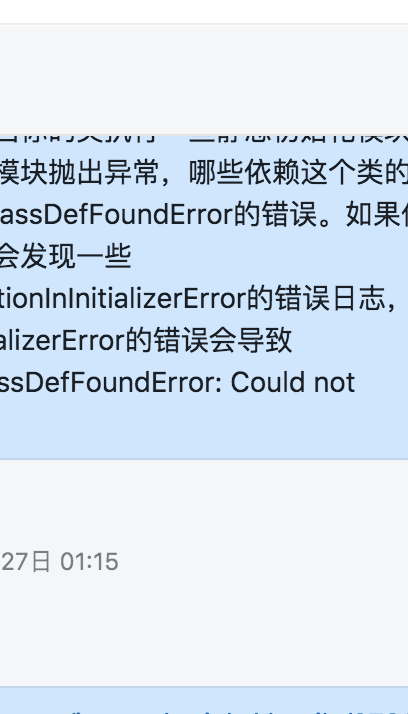 模块抛出异常，哪些依赖这个类的
assDefFoundError的错误。如果
会发现一些
tionInInitializerError的错误日志，
alizerError的错误会导致
ssDefFoundError: Could not
27日 01:15